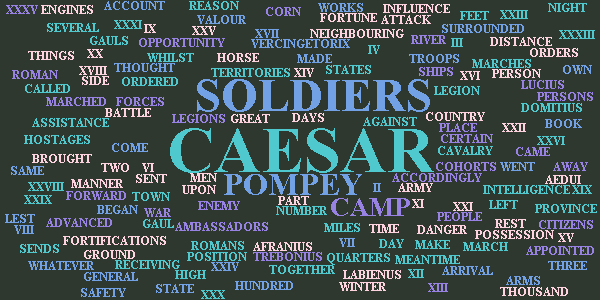 XXXV ENGINES ACCOUNT REASON CORN WORKS INFLUENCE NIGHT
VALOUR FORTUNE ATTACK FEET XXIII
SEVERAL XXXI IX XXV XVII NEIGHBOURING SURROUNDED XXXIII
GAULS OPPORTUNITY VERCINGETORIX RIVER III DISTANCE
THINGS XX WHILST HORSE MADE IV TROOPS MARCHES ORDERS
ROMAN XVIII THOUGHT TERRITORIES XIV STATES SHIPS XVI PERSON OWN
CALLED SIDE ORDERED SOLDIERS LEGION LUCIUS
MARCHED FORCES PERSONS
BATTLE LEGIONS GREAT DAYS AGAINST COUNTRY DOMITIUS
ASSISTANCE PLACE XXII BOOK
HOSTAGES COME CAESAR CERTAIN XXVI
BROUGHT CAVALRY CAME
SAME TWO VI COHORTS WENT AWAY
XXVIII MANNER SENT MEN POMPEY II ARMY ACCORDINGLY AEDUI
XXIX FORWARD TOWN UPON INTELLIGENCE XIX
BEGAN WAR ENEMY PART CAMP XI XXI LEFT PROVINCE
LEST ADVANCED GAUL NUMBER PEOPLE REST CITIZENS
VIII AMBASSADORS MILES TIME DANGER POSSESSION XV
SENDS FORTIFICATIONS ROMANS AFRANIUS VII DAY MAKE MARCH APPOINTED
GROUND POSITION TREBONIUS QUARTERS MEANTIME
WHATEVER RECEIVING XXIV TOGETHER LABIENUS XII ARRIVAL THREE
GENERAL HIGH WINTER XIII ARMS
SAFETY STATE XXX HUNDRED THOUSAND